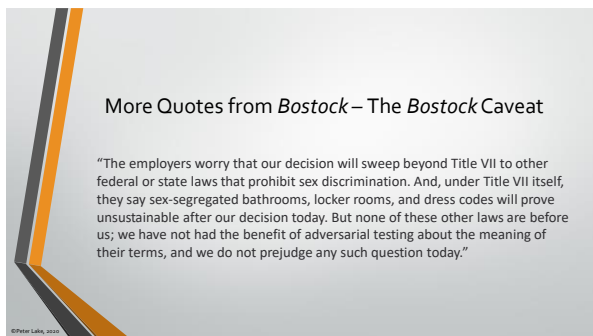 More Quotes from Bostock – The Bostock Caveat
“The employers worry that our decision will sweep beyond Title VII to other
federal or state laws that prohibit sex discrimination. And, under Title VII itself,
they say sex-segregated bathrooms, locker rooms, and dress codes will prove
unsustainable after our decision today. But none of these other laws are before
us; we have not had the benefit of adversarial testing about the meaning of
their terms, and we do not prejudge any such question today.”
©Peter Lake, 2020